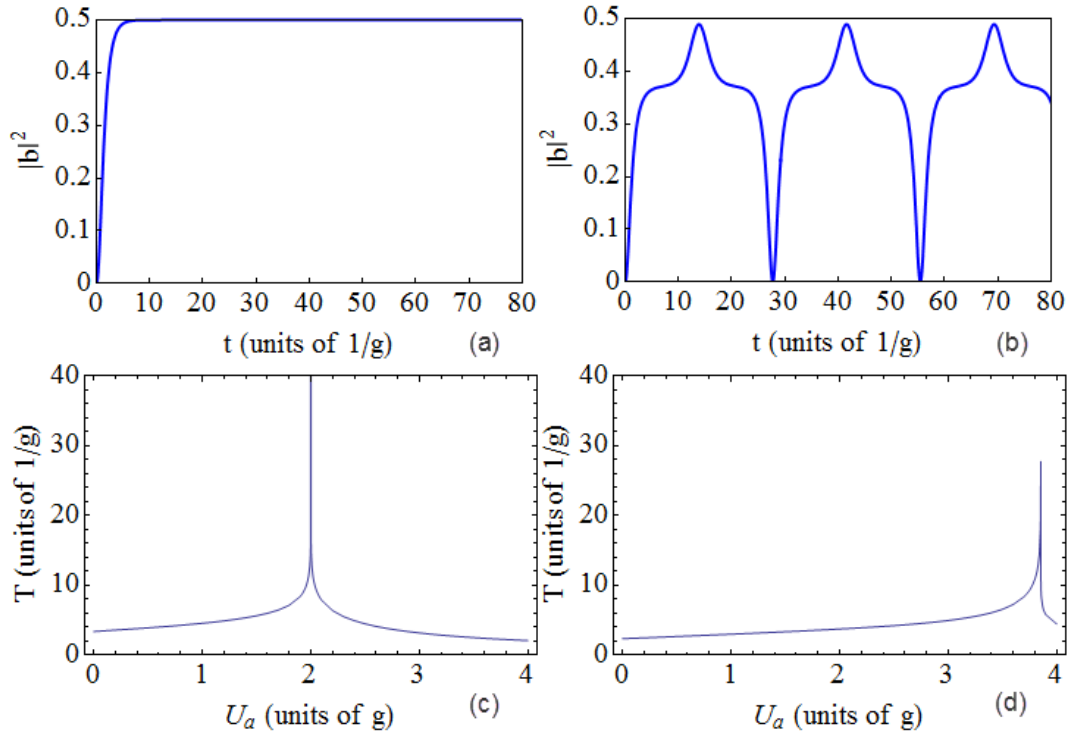 0.5
0.4
0.3
0.2
0.1
0
|b|²
0 10 20 30 40 50 60 70 80
t (units of 1/g)
(a)
0.5
0.4
0.3
0.2
0.1
0
|b|²
0 10 20 30 40 50 60 70 80
t (units of 1/g)
(b)
40
30
20
10
0
T (units of 1/g)
0 1 2 3 4
U_a (units of g)
(c)
40
30
20
10
0
T (units of 1/g)
0 1 2 3 4
U_a (units of g)
(d)